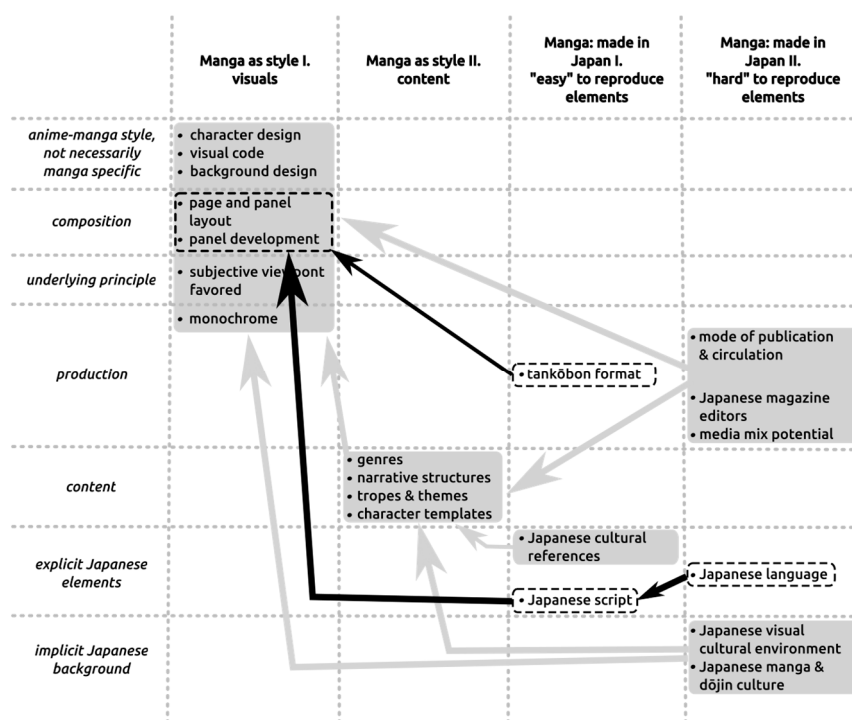 Manga as style I.
visuals
Manga as style II.
content
Manga: made in
Japan I.
"easy" to reproduce
elements
Manga: made in
Japan II.
"hard" to reproduce
elements
anime-manga style,
not necessarily
manga specific
• character design
• visual code
• background design
composition
• page and panel
layout
• panel development
underlying principle
• subjective viewpont
favored
production
• monochrome
• tankōbon format
• mode of publication
& circulation
• Japanese magazine
editors
• media mix potential
content
• genres
• narrative structures
• tropes & themes
• character templates
explicit Japanese
elements
• Japanese cultural
references
• Japanese script
• Japanese language
implicit Japanese
background
• Japanese visual
cultural environment
• Japanese manga &
dōjin culture